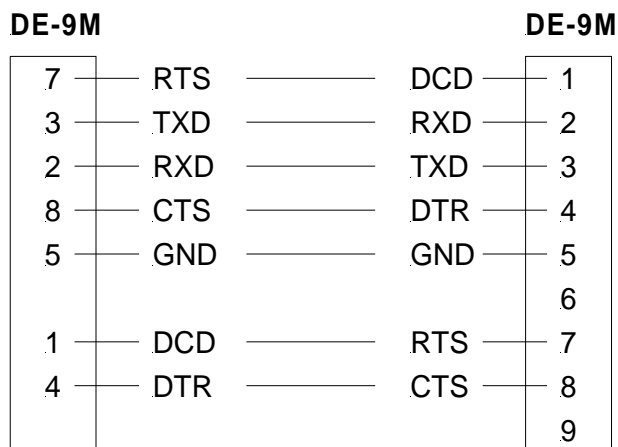 DE-9M DE-9M
7 RTS DCD 1
3 TXD RXD 2
2 RXD TXD 3
8 CTS DTR 4
5 GND GND 5
6
1 DCD RTS 7
4 DTR CTS 8
9